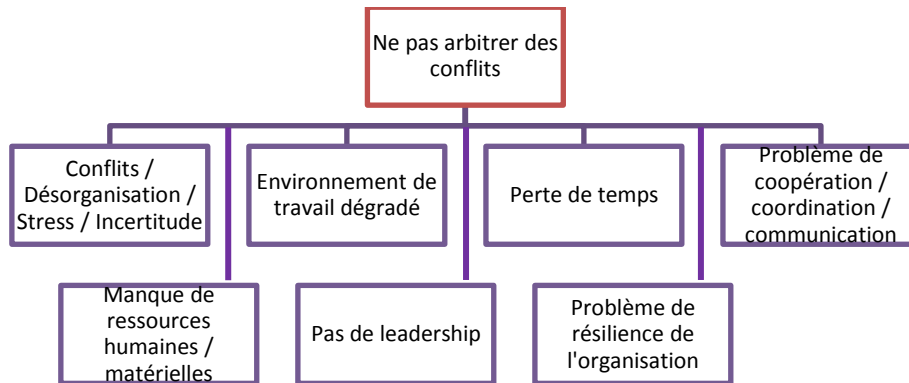 Ne pas arbitrer des
conflits
Conflits /
Désorganisation /
Stress / Incertitude
Environnement de
travail dégradé
Perte de temps
Problème de
coopération /
coordination /
communication
Manque de
ressources
humaines /
matérielles
Pas de leadership
Problème de
résilience de
l'organisation